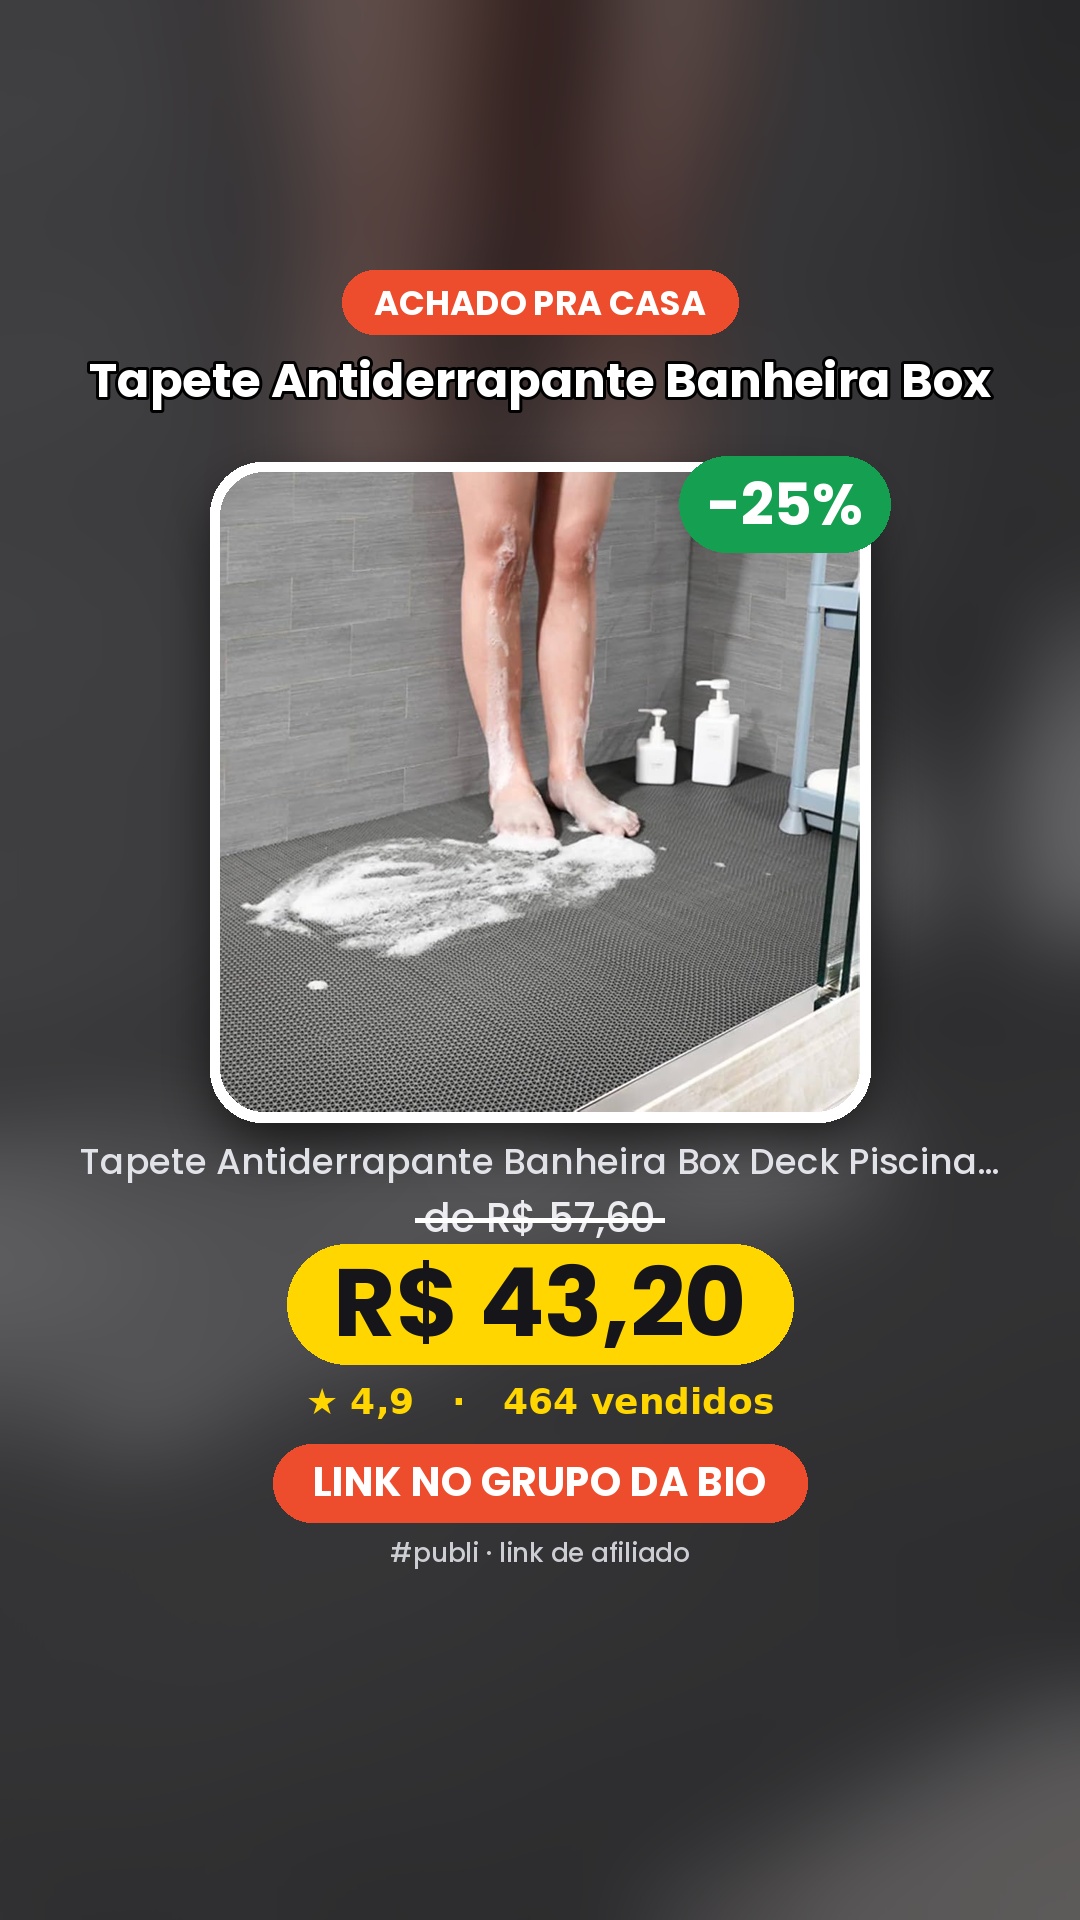 ACHADO PRA CASA
Tapete Antiderrapante Banheira Box
-25%
Tapete Antiderrapante Banheira Box Deck Piscina...
de R$ 57,60
R$ 43,20
★ 4,9 · 464 vendidos
LINK NO GRUPO DA BIO
#publi · link de afiliado